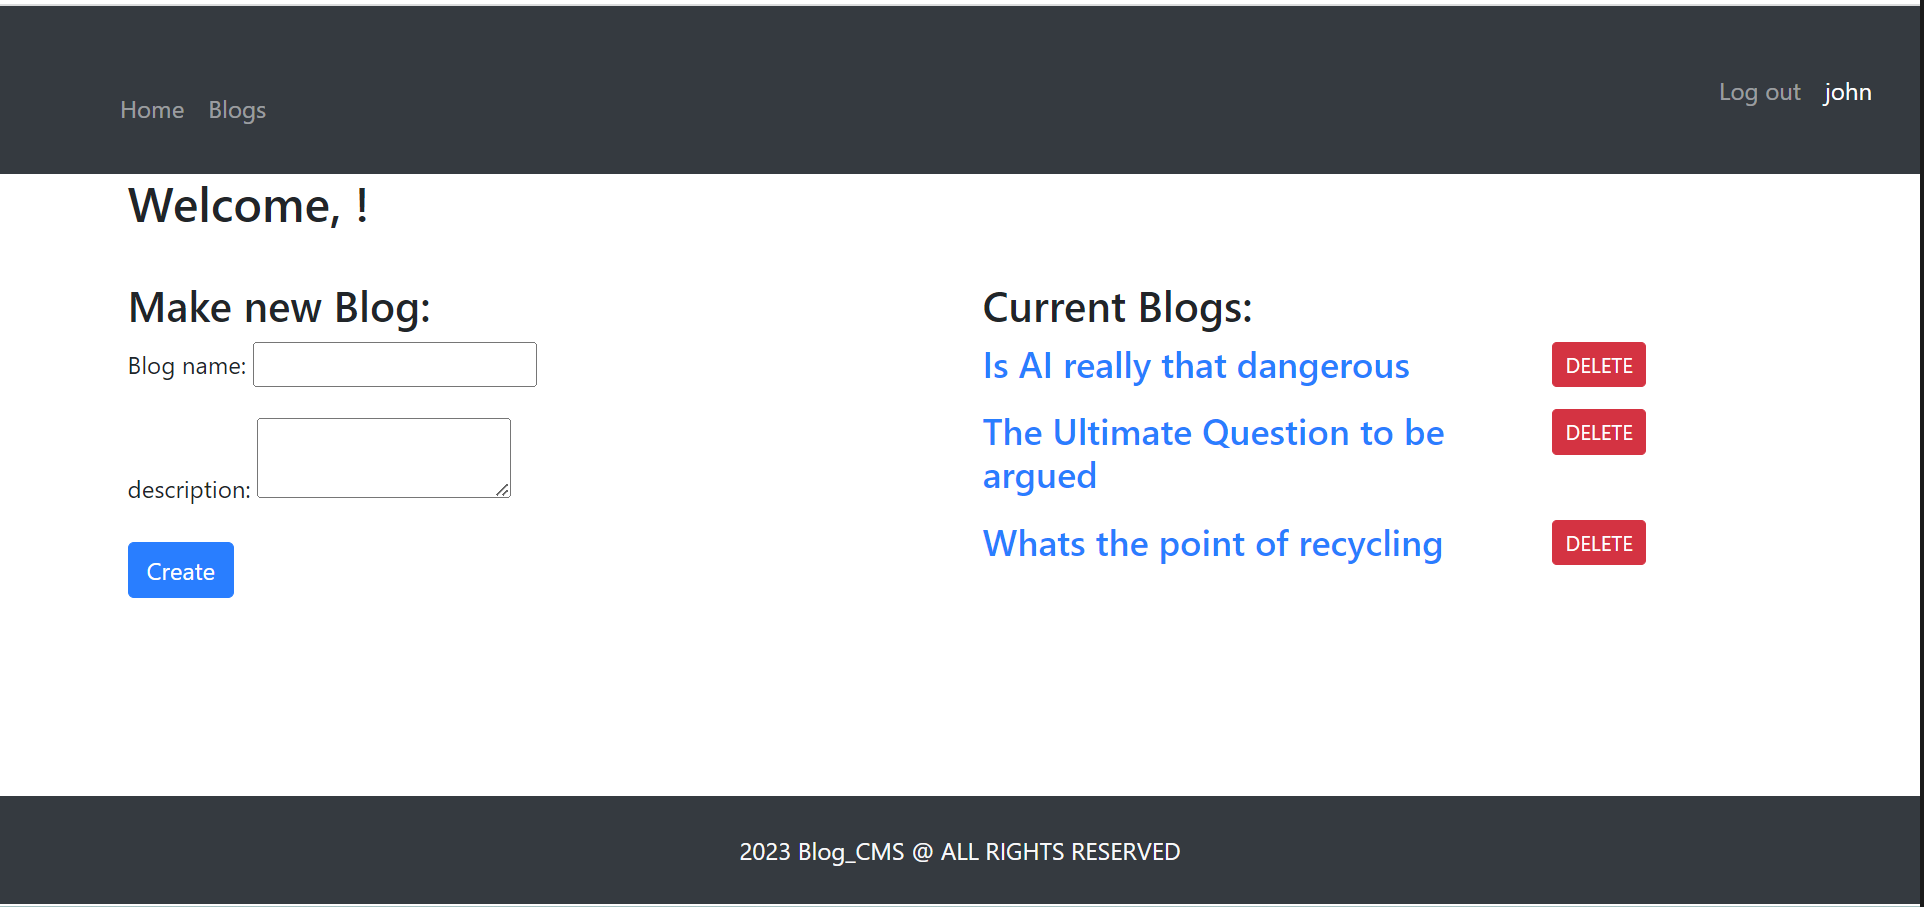 Home Blogs
Log out john
Welcome, !
Make new Blog:
Blog name:
description:
Create
Current Blogs:
Is AI really that dangerous
DELETE
The Ultimate Question to be
argued
DELETE
Whats the point of recycling
DELETE
2023 Blog_CMS @ ALL RIGHTS RESERVED